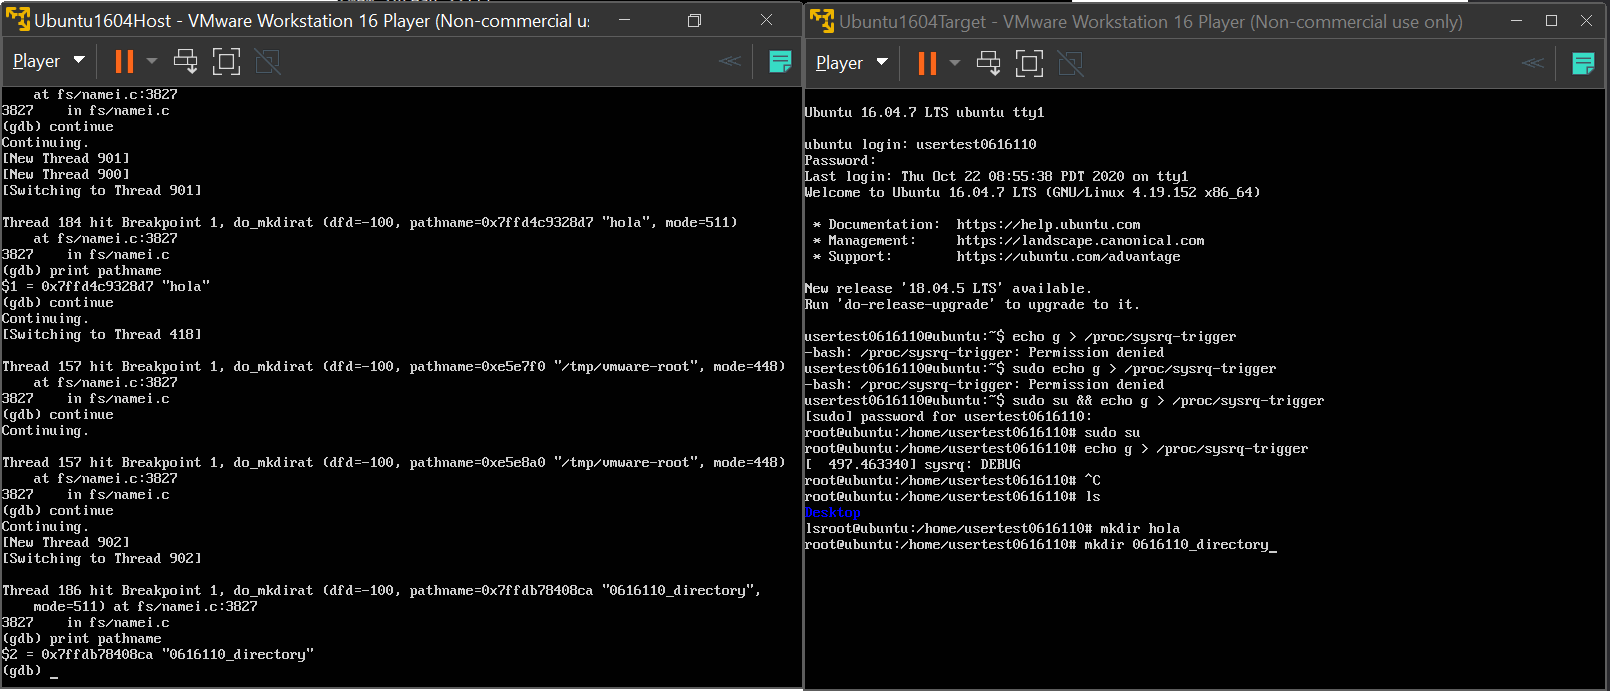 Ubuntu1604Host - VMware Workstation 16 Player (Non-commercial u
Player
at fs/namei.c:3827
3827 in fs/namei.c
(gdb) continue
Continuing.
[New Thread 901]
[New Thread 900]
[Switching to Thread 901]
Thread 184 hit Breakpoint 1, do_mkdirat (dfd=-100, pathname=0x7ffd4c9328d7 "hola", mode=511)
at fs/namei.c:3827
3827 in fs/namei.c
(gdb) print pathname
$1 = 0x7ffd4c9328d7 "hola"
(gdb) continue
Continuing.
[Switching to Thread 418]
Thread 157 hit Breakpoint 1, do_mkdirat (dfd=-100, pathname=0xe5e7f0 "/tmp/vmware-root", mode=448)
at fs/namei.c:3827
3827 in fs/namei.c
(gdb) continue
Continuing.
Thread 157 hit Breakpoint 1, do_mkdirat (dfd=-100, pathname=0xe5e8a0 "/tmp/vmware-root", mode=448)
at fs/namei.c:3827
3827 in fs/namei.c
(gdb) continue
Continuing.
[New Thread 902]
[Switching to Thread 902]
Thread 186 hit Breakpoint 1, do_mkdirat (dfd=-100, pathname=0x7ffdb78408ca "0616110_directory",
mode=511) at fs/namei.c:3827
3827 in fs/namei.c
(gdb) print pathname
$2 = 0x7ffdb78408ca "0616110_directory"
(gdb) _
Ubuntu1604Target - VMware Workstation 16 Player (Non-commercial use only)
Player
Ubuntu 16.04.7 LTS ubuntu tty1
ubuntu login: usertest0616110
Password:
Last login: Thu Oct 22 08:55:38 PDT 2020 on tty1
Welcome to Ubuntu 16.04.7 LTS (GNU/Linux 4.19.152 x86_64)
* Documentation: https://help.ubuntu.com
* Management: https://landscape.canonical.com
* Support: https://ubuntu.com/advantage
New release '18.04.5 LTS' available.
Run 'do-release-upgrade' to upgrade to it.
usertest0616110@ubuntu:~$ echo g > /proc/sysrq-trigger
-bash: /proc/sysrq-trigger: Permission denied
usertest0616110@ubuntu:~$ sudo echo g > /proc/sysrq-trigger
-bash: /proc/sysrq-trigger: Permission denied
usertest0616110@ubuntu:~$ sudo su && echo g > /proc/sysrq-trigger
[sudo] password for usertest0616110:
root@ubuntu:/home/usertest0616110# sudo su
root@ubuntu:/home/usertest0616110# echo g > /proc/sysrq-trigger
[  497.463340] sysrq: DEBUG
root@ubuntu:/home/usertest0616110# ^C
root@ubuntu:/home/usertest0616110# ls
Desktop
lsroot@ubuntu:/home/usertest0616110# mkdir hola
root@ubuntu:/home/usertest0616110# mkdir 0616110_directory_